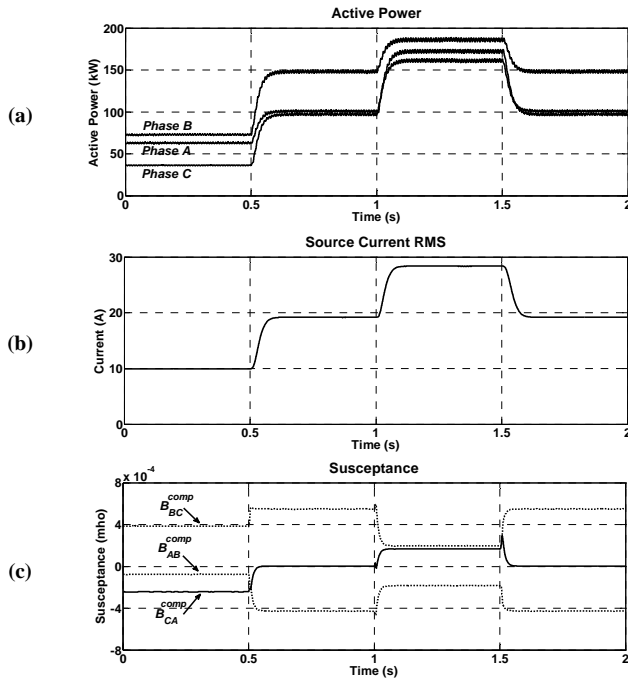 Active Power
200
150
100
50
0
Active Power (kW)
(a)
Phase B
Phase A
Phase C
0 0.5 1 1.5 2
Time (s)
Source Current RMS
30
20
10
0
Current (A)
(b)
0 0.5 1 1.5 2
Time (s)
Susceptance
x 10^-4
8
4
0
-4
-8
Susceptance (mho)
(c)
B_BC^comp
B_AB^comp
B_CA^comp
0 0.5 1 1.5 2
Time (s)